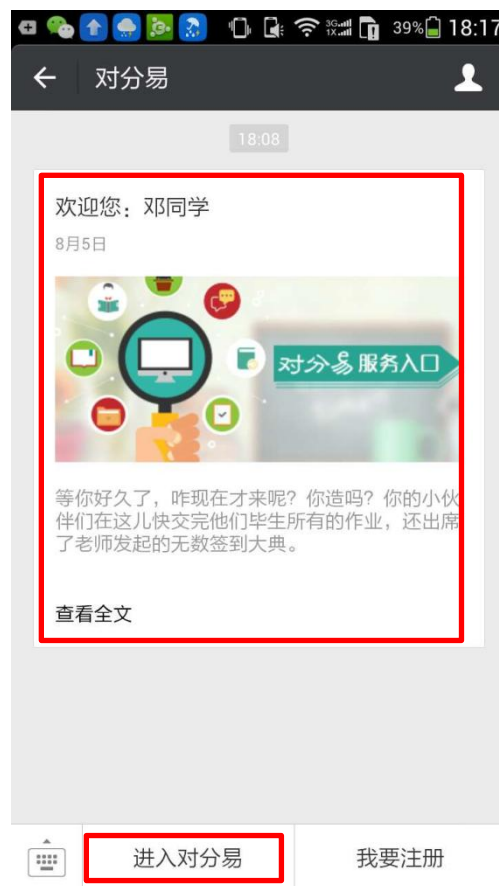 3G 1X 39% 18:17
对分易
18:08
欢迎您：邓同学
8月5日
对分易服务入口
等你好久了，咋现在才来呢？你造吗？你的小伙
伴们在这儿快交完他们毕生所有的作业，还出席
了老师发起的无数签到大典。
查看全文
进入对分易
我要注册